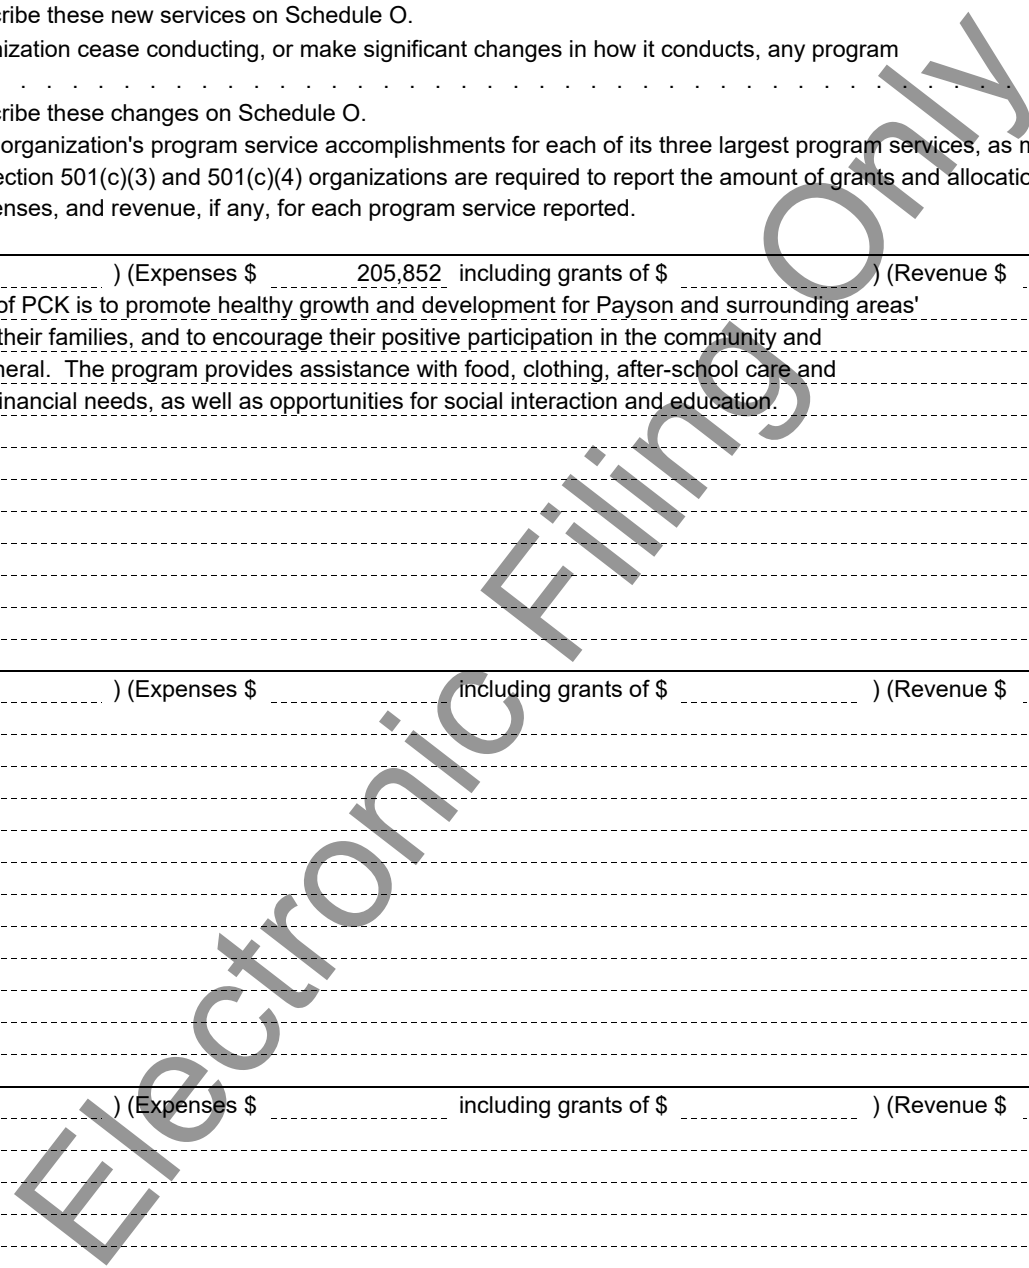 cribe these new services on Schedule O.
nization cease conducting, or make significant changes in how it conducts, any program
. . . . . . . . . . . . . . . . . . . . . . . . . . . . . . . . . . . . . . .
cribe these changes on Schedule O.
organization's program service accomplishments for each of its three largest program services, as m
ection 501(c)(3) and 501(c)(4) organizations are required to report the amount of grants and allocatio
enses, and revenue, if any, for each program service reported.
) (Expenses $ 205,852 including grants of $ ) (Revenue $
of PCK is to promote healthy growth and development for Payson and surrounding areas'
their families, and to encourage their positive participation in the community and
neral. The program provides assistance with food, clothing, after-school care and
financial needs, as well as opportunities for social interaction and education.
) (Expenses $ including grants of $ ) (Revenue $
) (Expenses $ including grants of $ ) (Revenue $
Electronic Filing Only